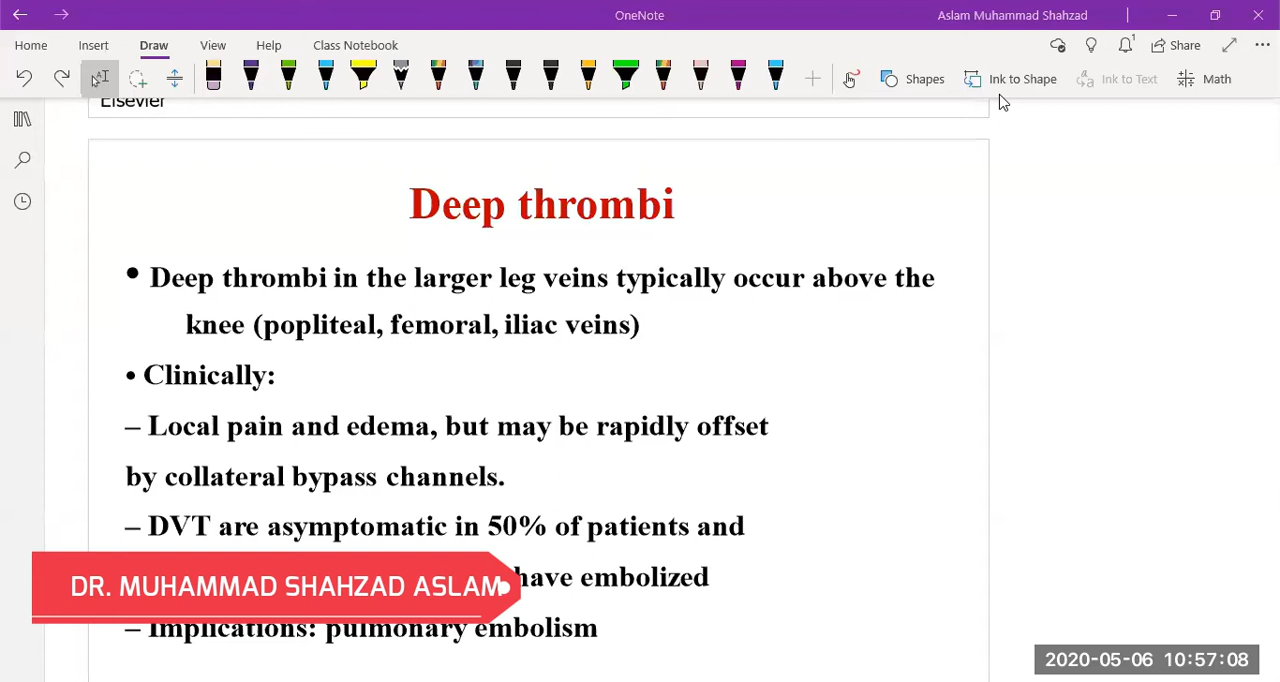 OneNote
Aslam Muhammad Shahzad
Home Insert Draw View Help Class Notebook
Share
Shapes Ink to Shape Ink to Text Math
Elsevier
Deep thrombi
• Deep thrombi in the larger leg veins typically occur above the
knee (popliteal, femoral, iliac veins)
• Clinically:
– Local pain and edema, but may be rapidly offset
by collateral bypass channels.
– DVT are asymptomatic in 50% of patients and
have embolized
DR. MUHAMMAD SHAHZAD ASLAM
– Implications: pulmonary embolism
2020-05-06 10:57:08